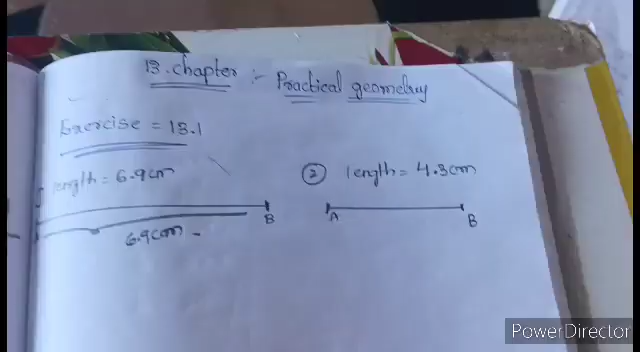 13. chapter :- Practical geometry
Exercise = 13.1
length = 6.9cm
② length = 4.3cm
B
6.9cm
A
B
PowerDirector